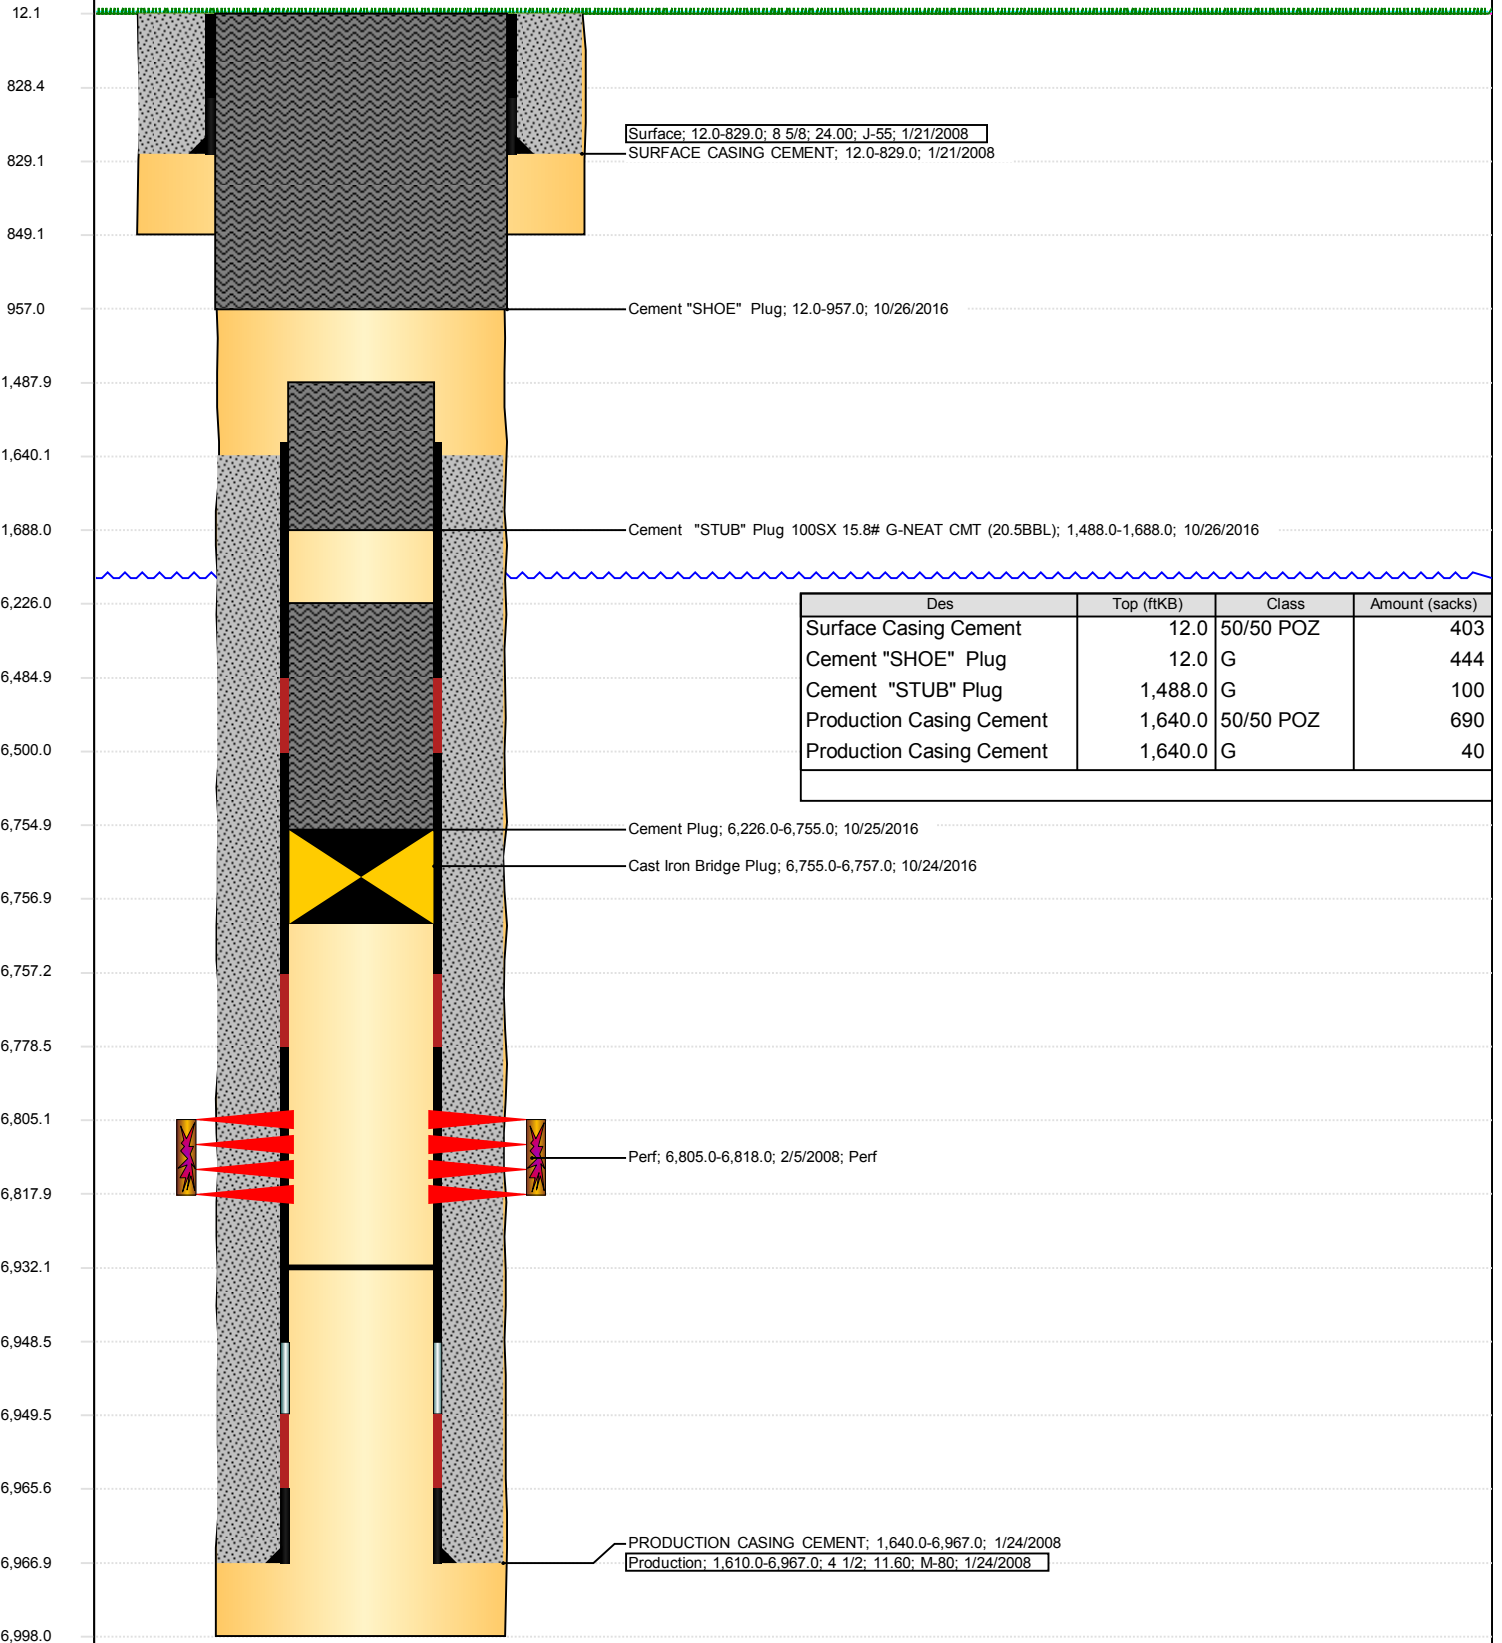 12.1
828.4
Surface; 12.0-829.0; 8 5/8; 24.00; J-55; 1/21/2008
SURFACE CASING CEMENT; 12.0-829.0; 1/21/2008
829.1
849.1
957.0
Cement "SHOE" Plug; 12.0-957.0; 10/26/2016
1,487.9
1,640.1
1,688.0
Cement "STUB" Plug 100SX 15.8# G-NEAT CMT (20.5BBL); 1,488.0-1,688.0; 10/26/2016
6,226.0
Des Top (ftKB) Class Amount (sacks)
Surface Casing Cement 12.0 50/50 POZ 403
Cement "SHOE" Plug 12.0 G 444
Cement "STUB" Plug 1,488.0 G 100
Production Casing Cement 1,640.0 50/50 POZ 690
Production Casing Cement 1,640.0 G 40
6,484.9
6,500.0
6,754.9
Cement Plug; 6,226.0-6,755.0; 10/25/2016
Cast Iron Bridge Plug; 6,755.0-6,757.0; 10/24/2016
6,756.9
6,757.2
6,778.5
6,805.1
Perf; 6,805.0-6,818.0; 2/5/2008; Perf
6,817.9
6,932.1
6,948.5
6,949.5
6,965.6
PRODUCTION CASING CEMENT; 1,640.0-6,967.0; 1/24/2008
6,966.9
Production; 1,610.0-6,967.0; 4 1/2; 11.60; M-80; 1/24/2008
6,998.0